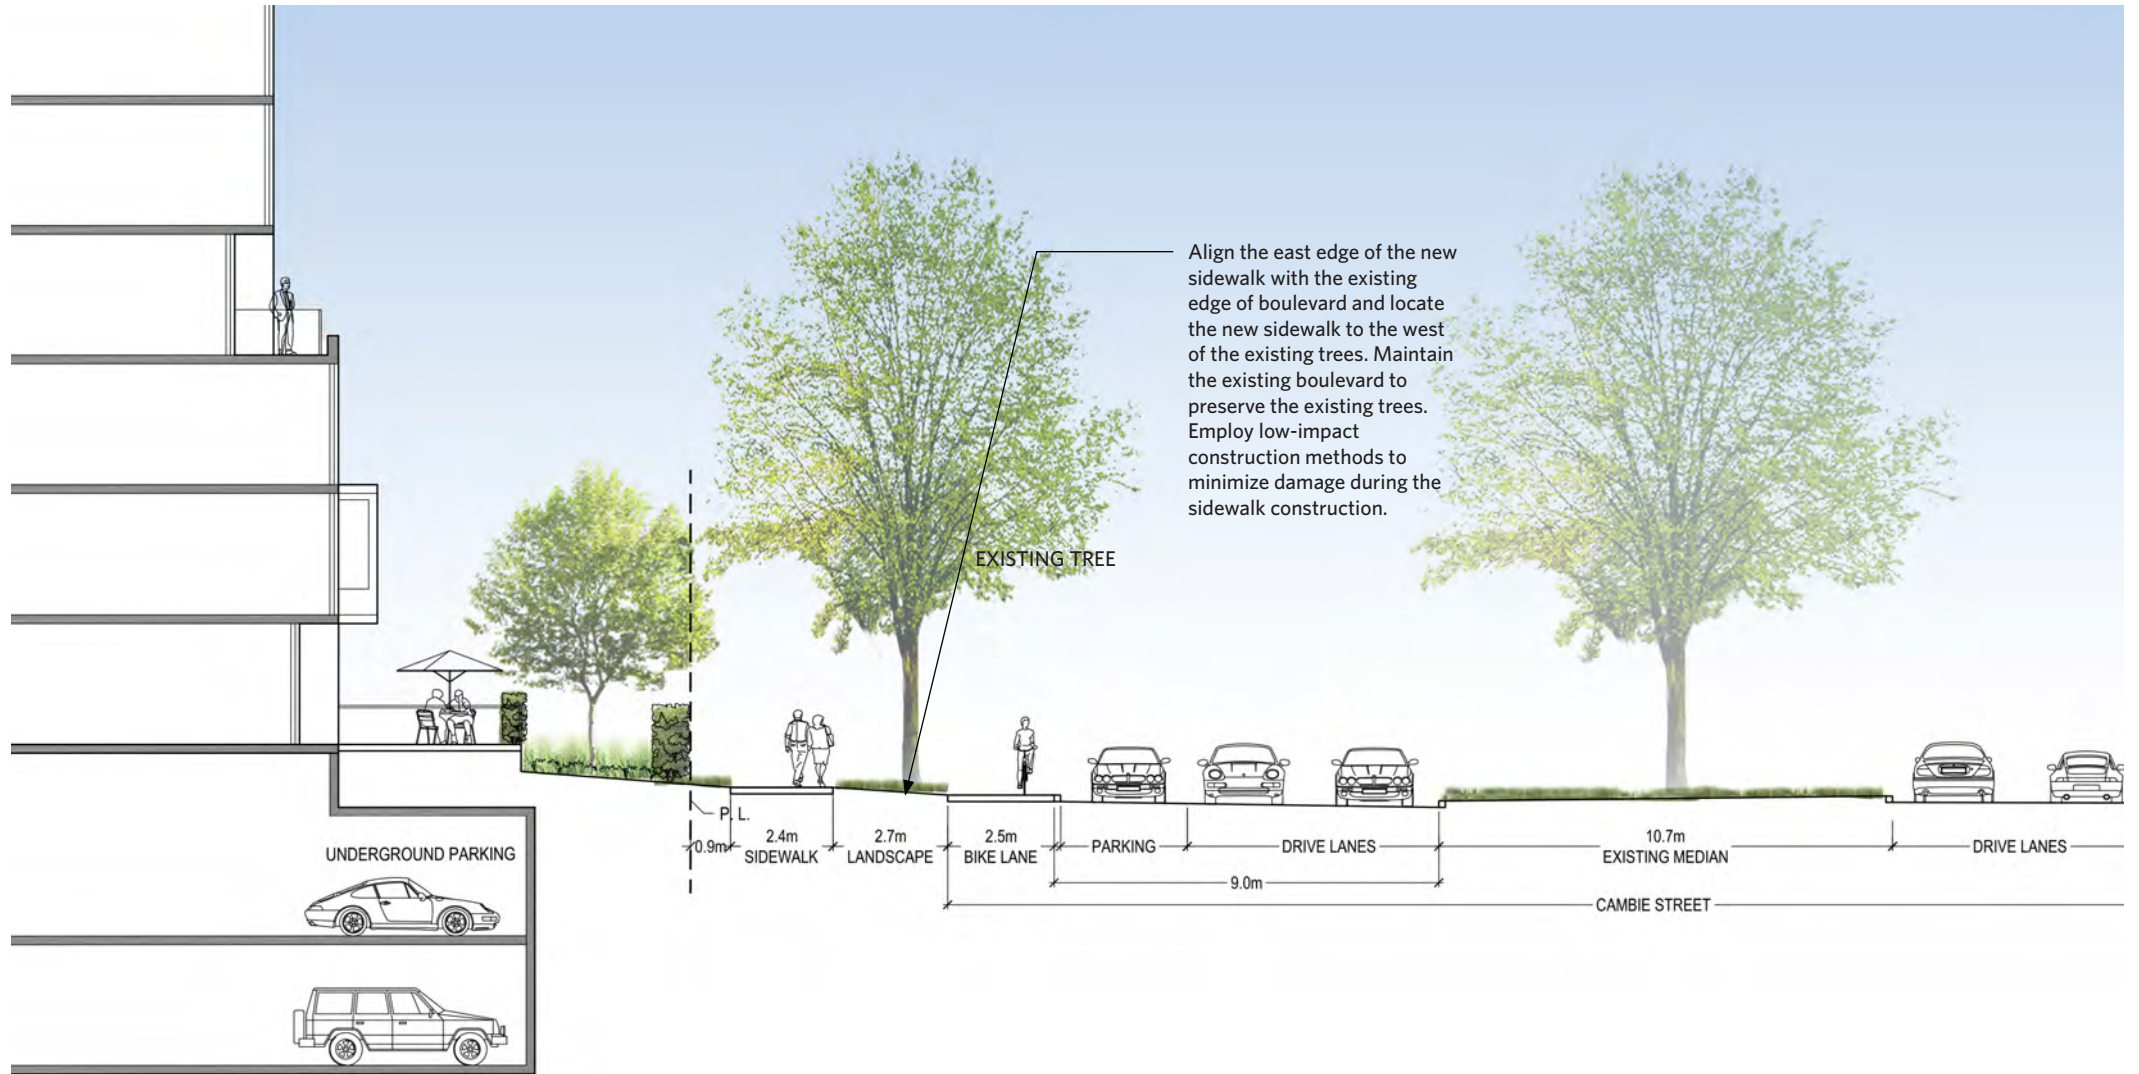 Align the east edge of the new
sidewalk with the existing
edge of boulevard and locate
the new sidewalk to the west
of the existing trees. Maintain
the existing boulevard to
preserve the existing trees.
Employ low-impact
construction methods to
minimize damage during the
sidewalk construction.
EXISTING TREE
P. L.
UNDERGROUND PARKING
0.9m
2.4m
SIDEWALK
2.7m
LANDSCAPE
2.5m
BIKE LANE
PARKING
DRIVE LANES
10.7m
EXISTING MEDIAN
DRIVE LANES
9.0m
CAMBIE STREET